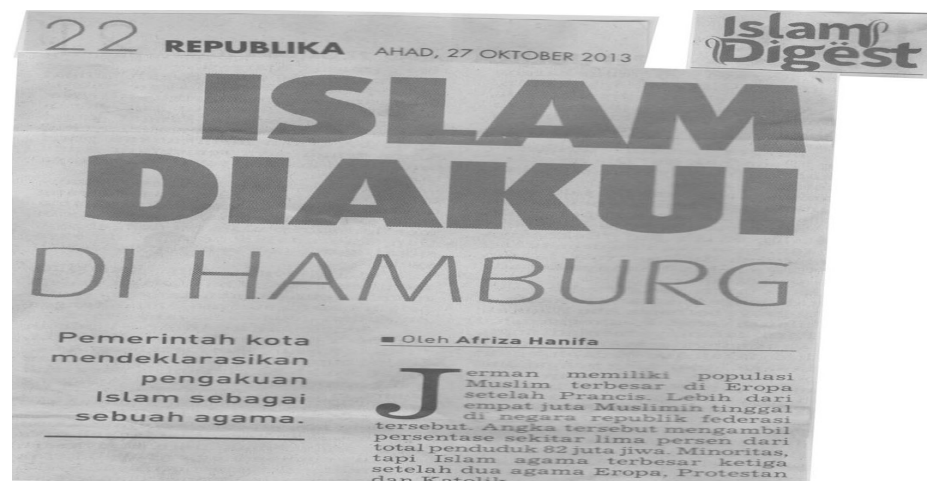 22 REPUBLIKA AHAD, 27 OKTOBER 2013
Islam
Digest
ISLAM
DIAKUI
DI HAMBURG
Pemerintah kota
mendeklarasikan
pengakuan
Islam sebagai
sebuah agama.
■ Oleh Afriza Hanifa
Jerman memiliki populasi
Muslim terbesar di Eropa
setelah Prancis. Lebih dari
empat juta Muslimin tinggal
di negara republik federasi
tersebut. Angka tersebut mengambil
persentase sekitar lima persen dari
total penduduk 82 juta jiwa. Minoritas,
tapi Islam agama terbesar ketiga
setelah dua agama Eropa, Protestan
dan Katolik.